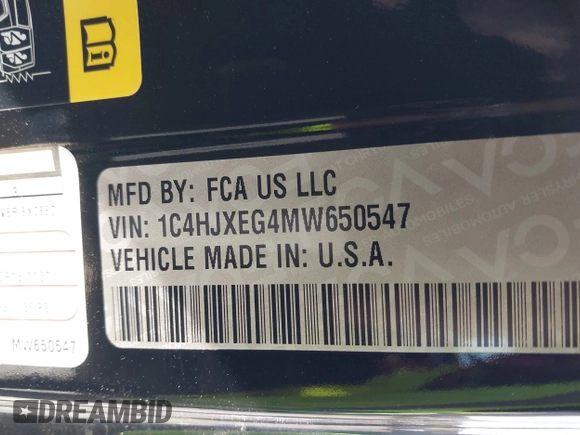 MFD BY: FCA US LLC
VIN: 1C4HJXEG4MW650547
VEHICLE MADE IN: U.S.A.
MW650547
DREAMBID